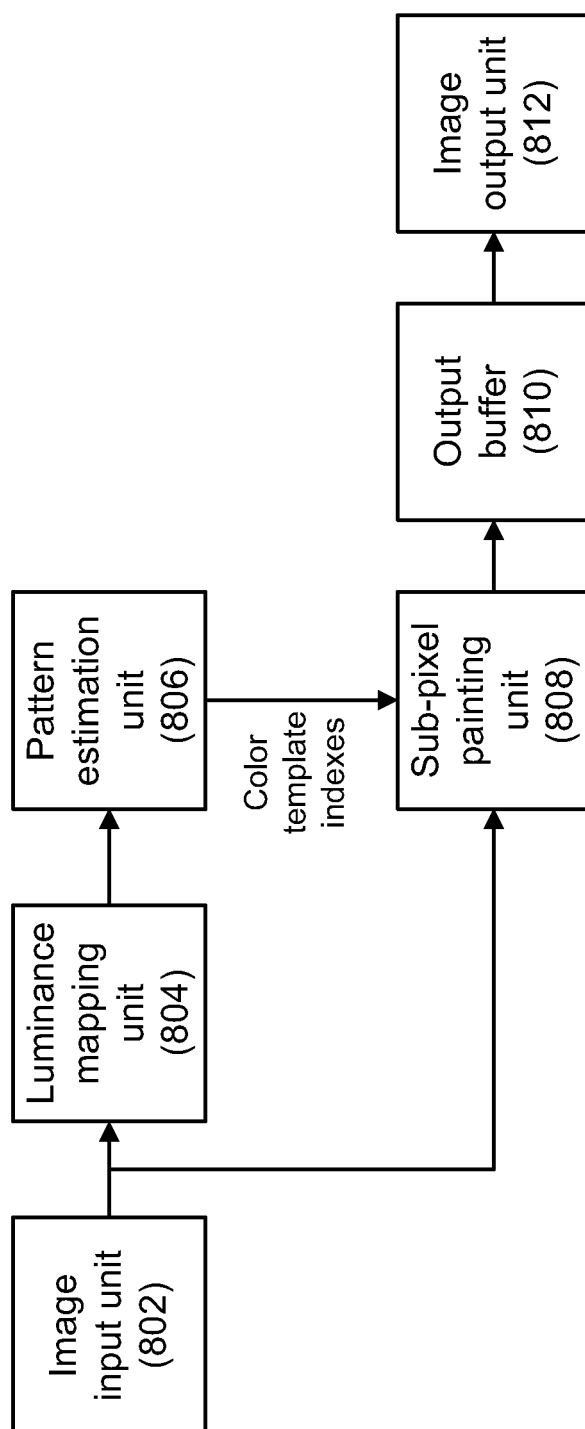 Image
input unit
(802)
Luminance
mapping
unit
(804)
Pattern
estimation
unit
(806)
Color
template
indexes
Sub-pixel
painting
unit
(808)
Output
buffer
(810)
Image
output unit
(812)